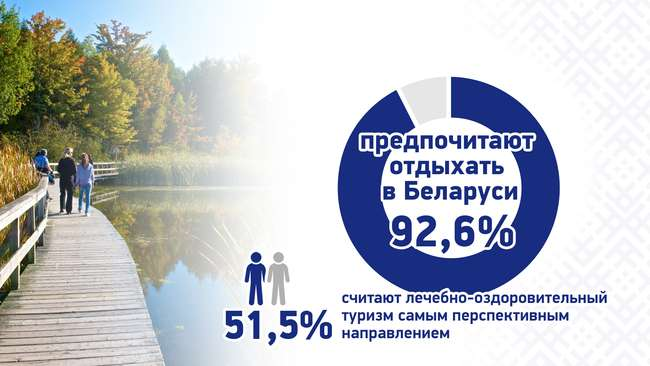 предпочитают
отдыхать
в Беларуси
92,6%
51,5%
считают лечебно-оздоровительный
туризм самым перспективным
направлением